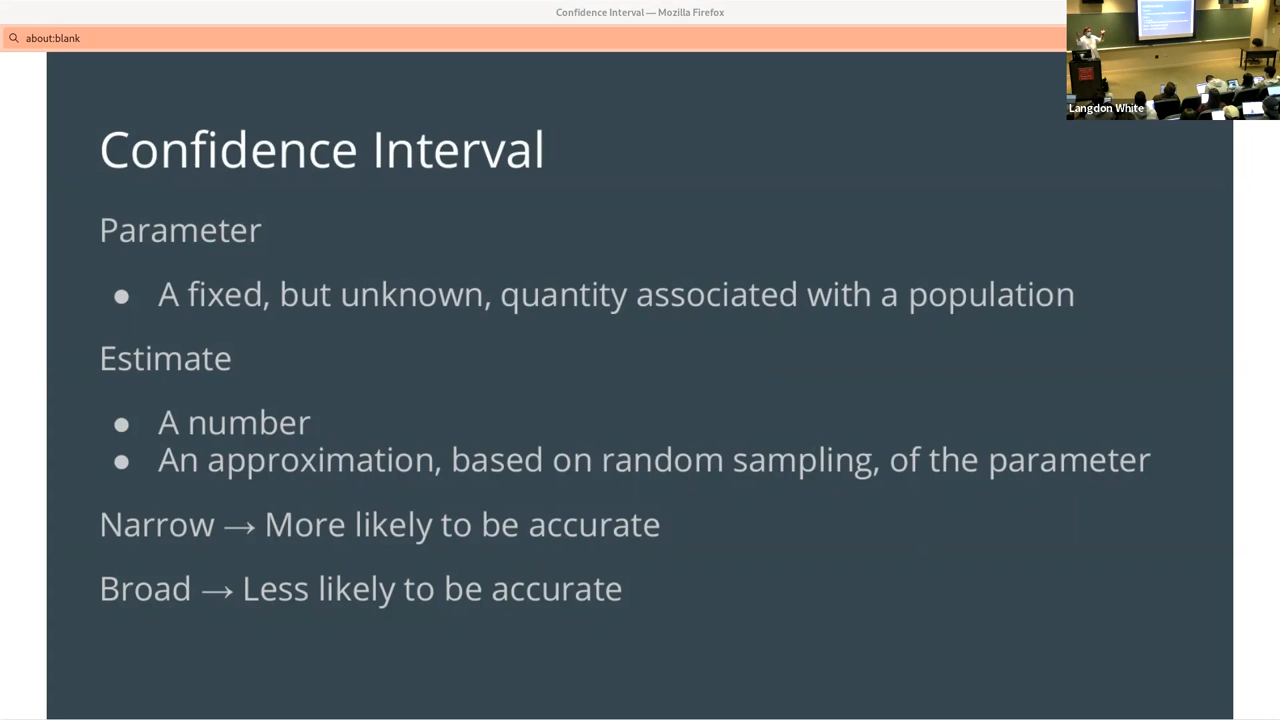 Confidence Interval — Mozilla Firefox
about:blank
Langdon White
Confidence Interval
Parameter
● A fixed, but unknown, quantity associated with a population
Estimate
● A number
● An approximation, based on random sampling, of the parameter
Narrow → More likely to be accurate
Broad → Less likely to be accurate